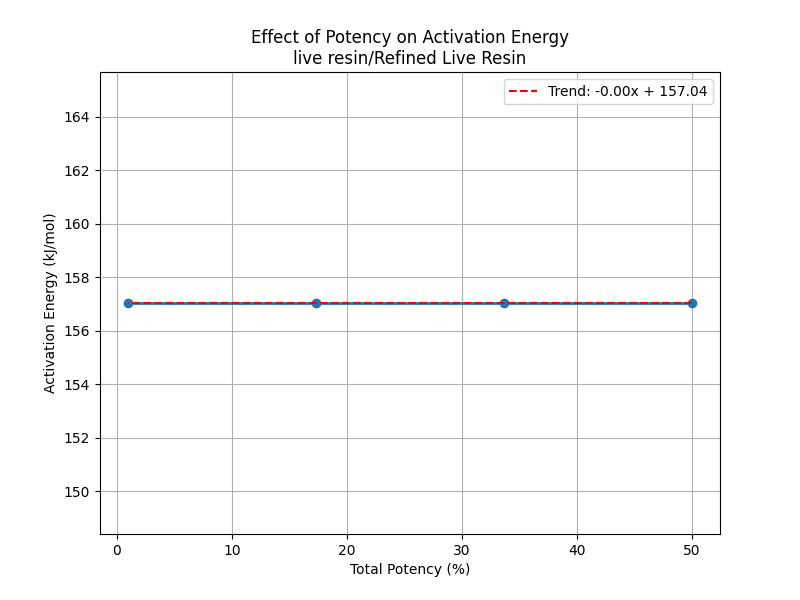 Effect of Potency on Activation Energy
live resin/Refined Live Resin
Trend: -0.00x + 157.04
Activation Energy (kJ/mol)
164
162
160
158
156
154
152
150
0 10 20 30 40 50
Total Potency (%)